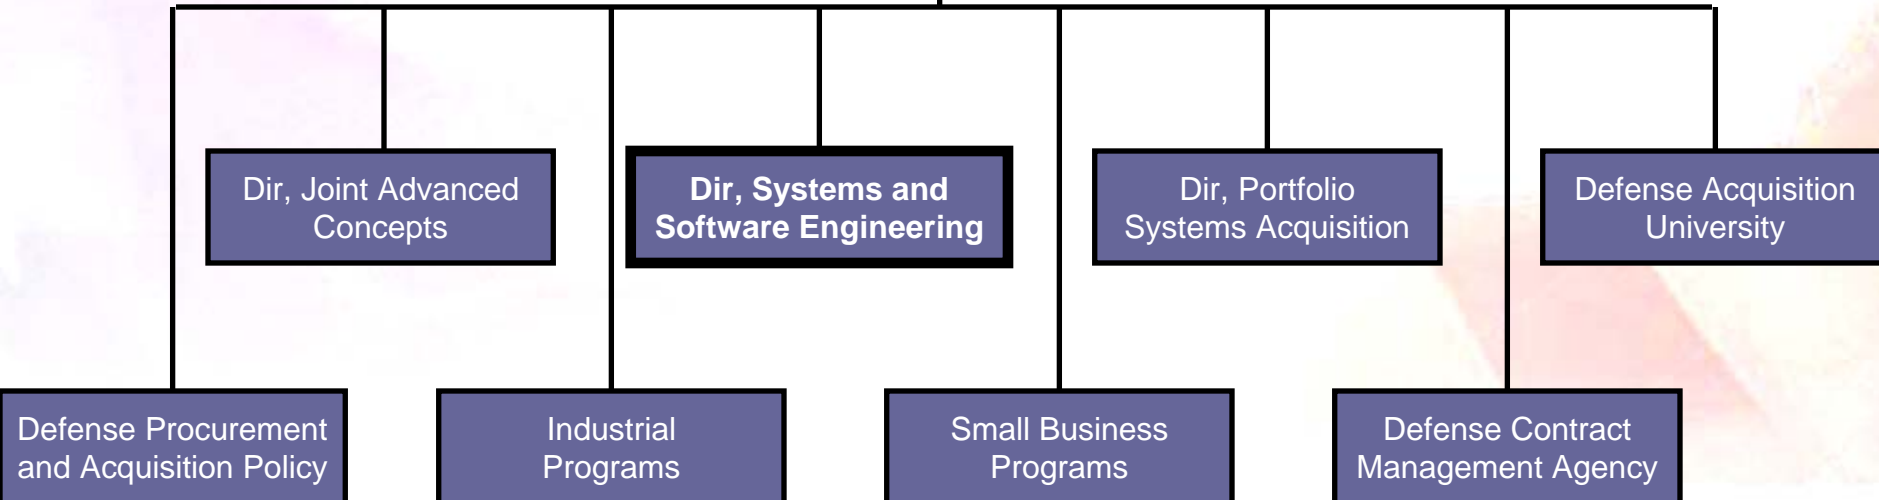 Dir, Joint Advanced
Concepts
Dir, Systems and
Software Engineering
Dir, Portfolio
Systems Acquisition
Defense Acquisition
University
Defense Procurement
and Acquisition Policy
Industrial
Programs
Small Business
Programs
Defense Contract
Management Agency